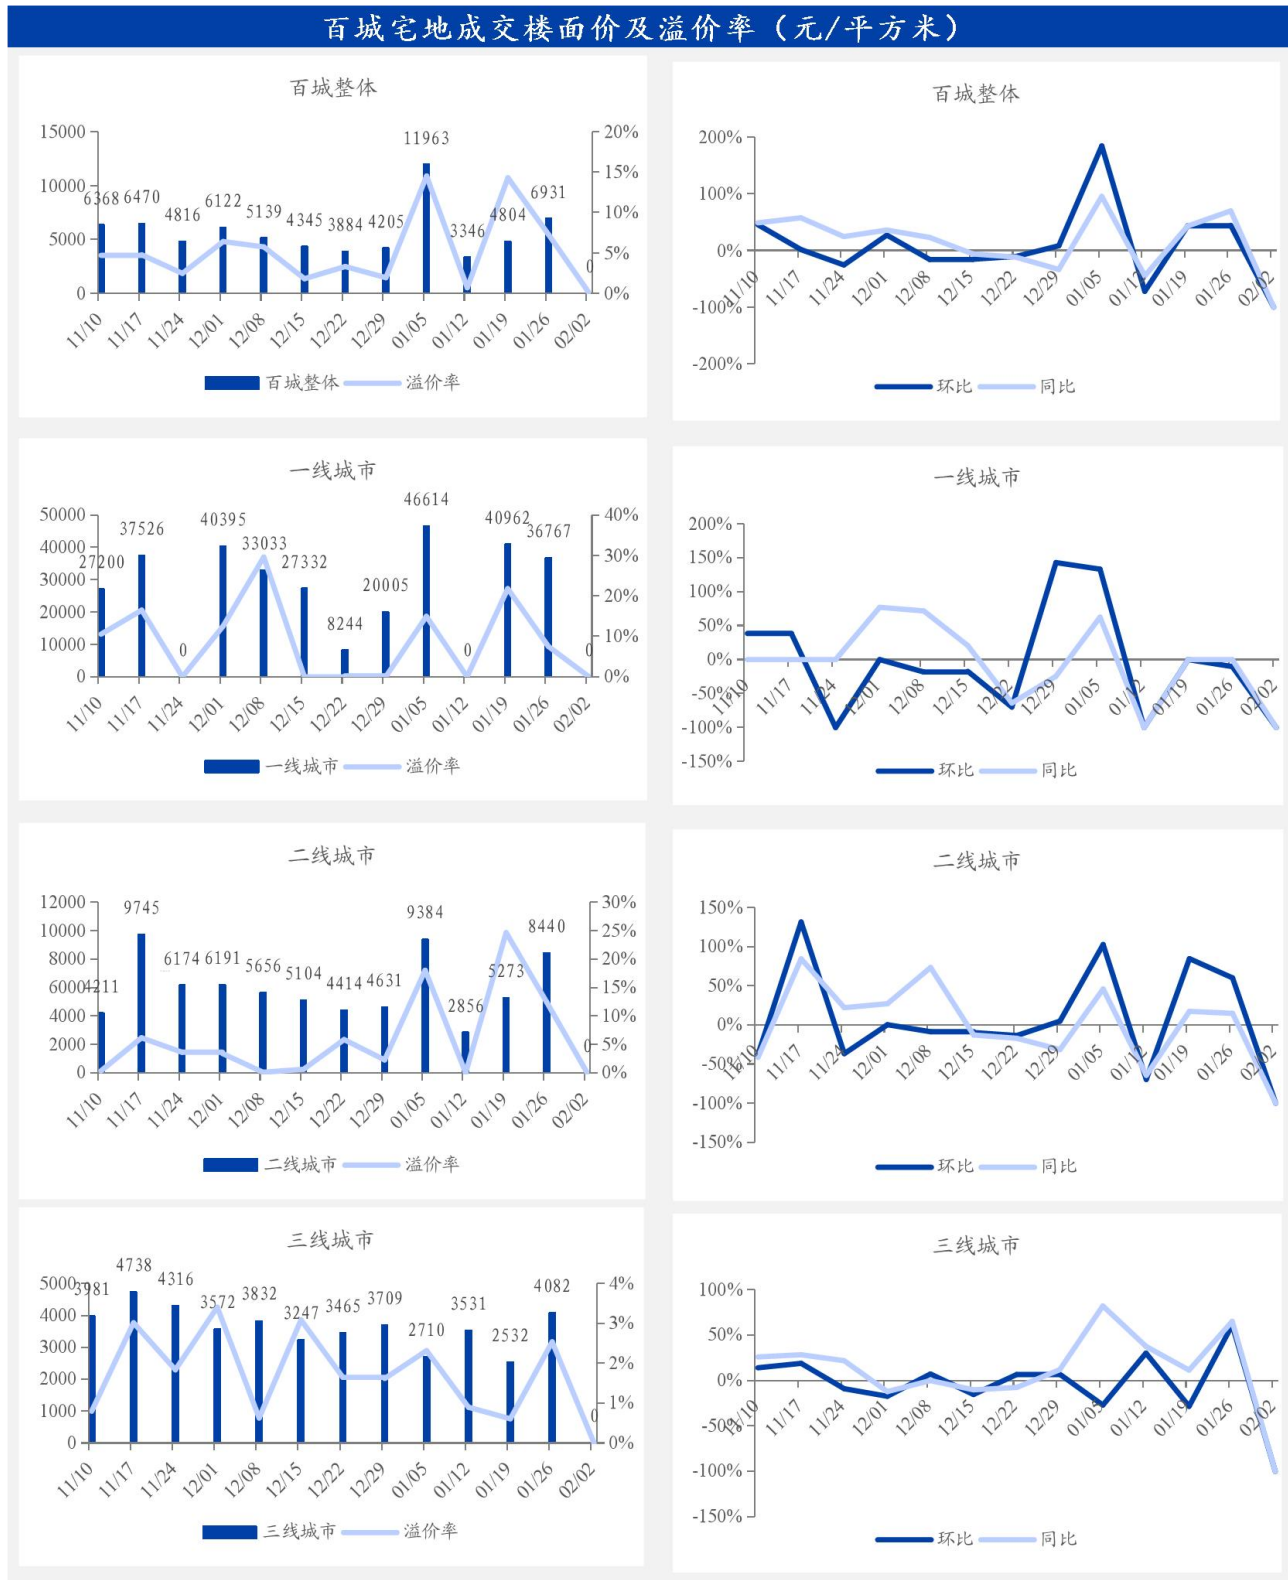 百城宅地成交楼面价及溢价率（元/平方米）
百城整体
15000
10000
5000
0
20%
15%
10%
5%
0%
6368 6470 4816 6122 5139 4345 3884 4205 11963 3346 4804 6931 0
11/10 11/17 11/24 12/01 12/08 12/15 12/22 12/29 01/05 01/12 01/19 01/26 02/02
百城整体 溢价率
百城整体
200%
100%
0%
-100%
-200%
11/10 11/17 11/24 12/01 12/08 12/15 12/22 12/29 01/05 01/12 01/19 01/26 02/02
环比 同比
一线城市
50000
40000
30000
20000
10000
0
40%
30%
20%
10%
0%
27200 37526 0 40395 33033 27332 8244 20005 46614 0 40962 36767 0
11/10 11/17 11/24 12/01 12/08 12/15 12/22 12/29 01/05 01/12 01/19 01/26 02/02
一线城市 溢价率
一线城市
200%
150%
100%
50%
0%
-50%
-100%
-150%
11/10 11/17 11/24 12/01 12/08 12/15 12/22 12/29 01/05 01/12 01/19 01/26 02/02
环比 同比
二线城市
12000
10000
8000
6000
4000
2000
0
30%
25%
20%
15%
10%
5%
0%
4211 9745 6174 6191 5656 5104 4414 4631 9384 2856 5273 8440 0
11/10 11/17 11/24 12/01 12/08 12/15 12/22 12/29 01/05 01/12 01/19 01/26 02/02
二线城市 溢价率
二线城市
150%
100%
50%
0%
-50%
-100%
-150%
11/10 11/17 11/24 12/01 12/08 12/15 12/22 12/29 01/05 01/12 01/19 01/26 02/02
环比 同比
三线城市
5000
4000
3000
2000
1000
0
4%
3%
2%
1%
0%
3981 4738 4316 3572 3832 3247 3465 3709 2710 3531 2532 4082 0
11/10 11/17 11/24 12/01 12/08 12/15 12/22 12/29 01/05 01/12 01/19 01/26 02/02
三线城市 溢价率
三线城市
100%
50%
0%
-50%
-100%
-150%
11/10 11/17 11/24 12/01 12/08 12/15 12/22 12/29 01/05 01/12 01/19 01/26 02/02
环比 同比